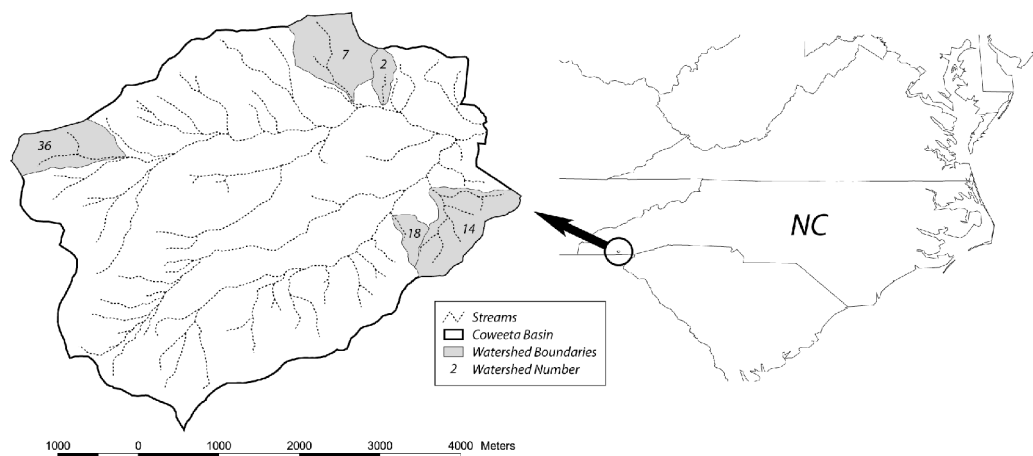 7
2
36
18
14
NC
Streams
Coweeta Basin
Watershed Boundaries
2 Watershed Number
1000 0 1000 2000 3000 4000 Meters